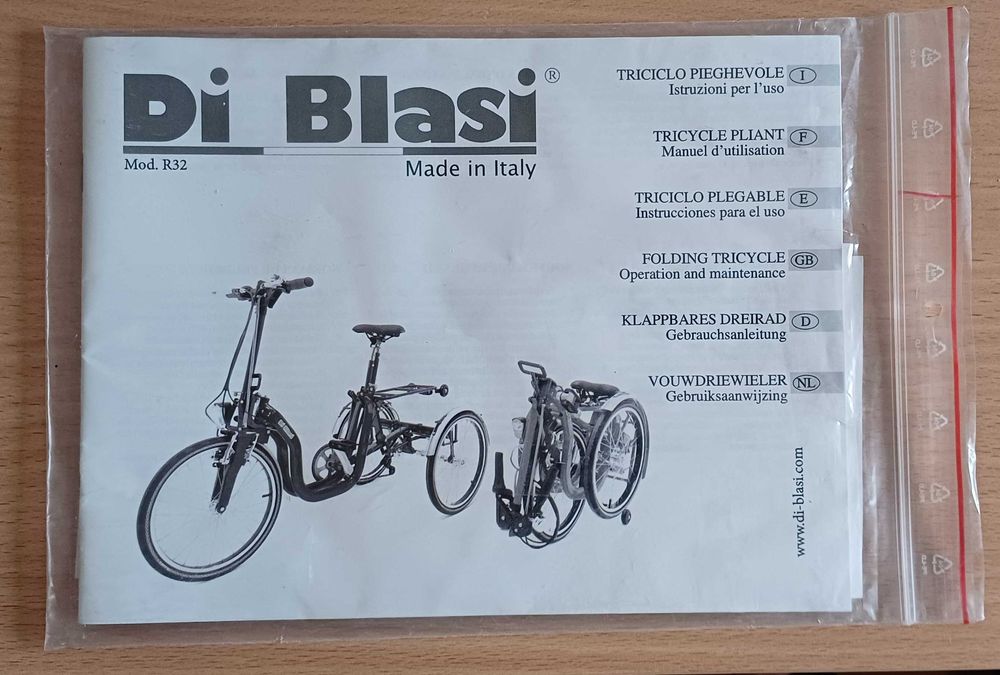 Di Blasi®
Mod. R32
Made in Italy
TRICICLO PIEGHEVOLE I
Istruzioni per l'uso
TRICYCLE PLIANT F
Manuel d'utilisation
TRICICLO PLEGABLE E
Instrucciones para el uso
FOLDING TRICYCLE GB
Operation and maintenance
KLAPPBARES DREIRAD D
Gebrauchsanleitung
VOUWDRIEWIELER NL
Gebruiksaanwijzing
www.di-blasi.com